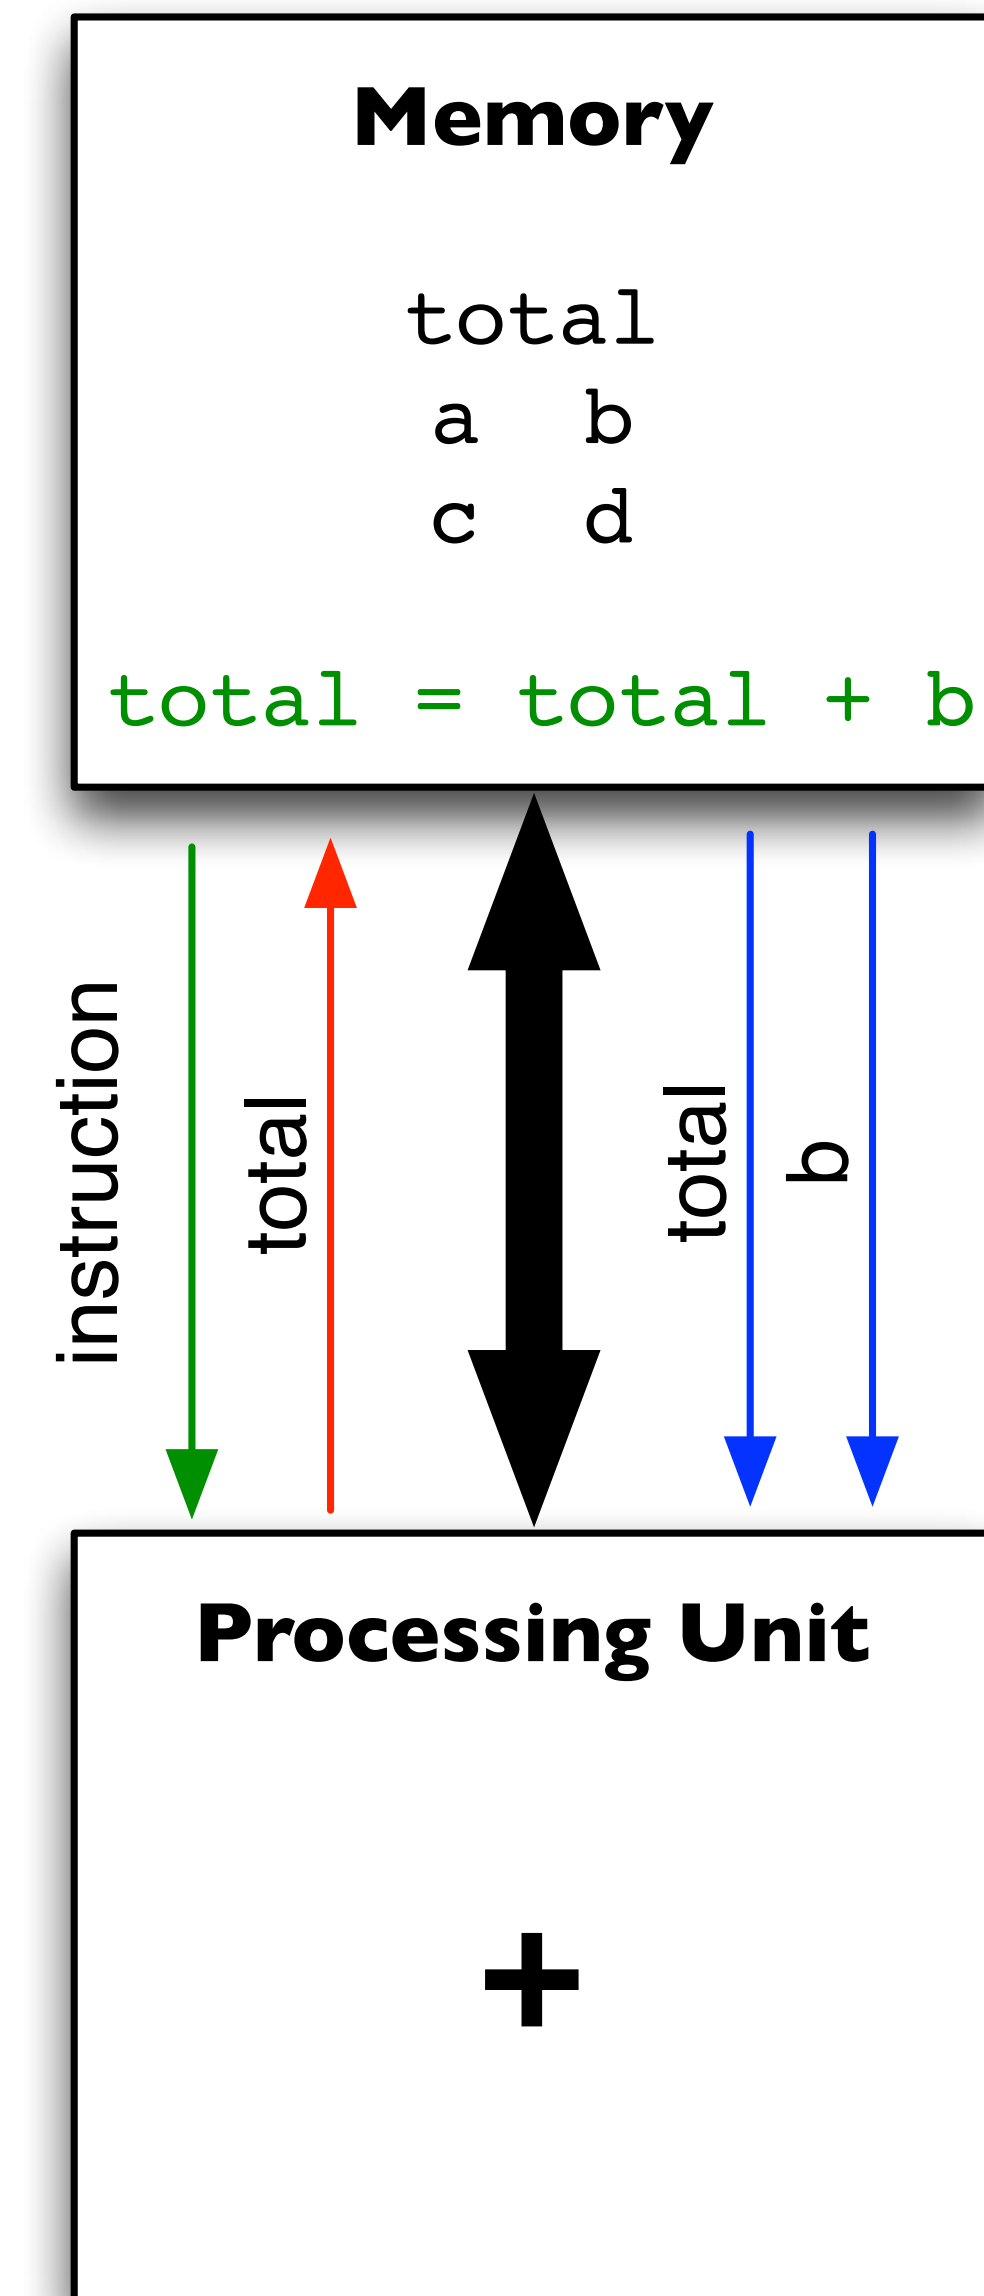 Memory
total
a b
c d
total = total + b
instruction
total
total
b
Processing Unit
+